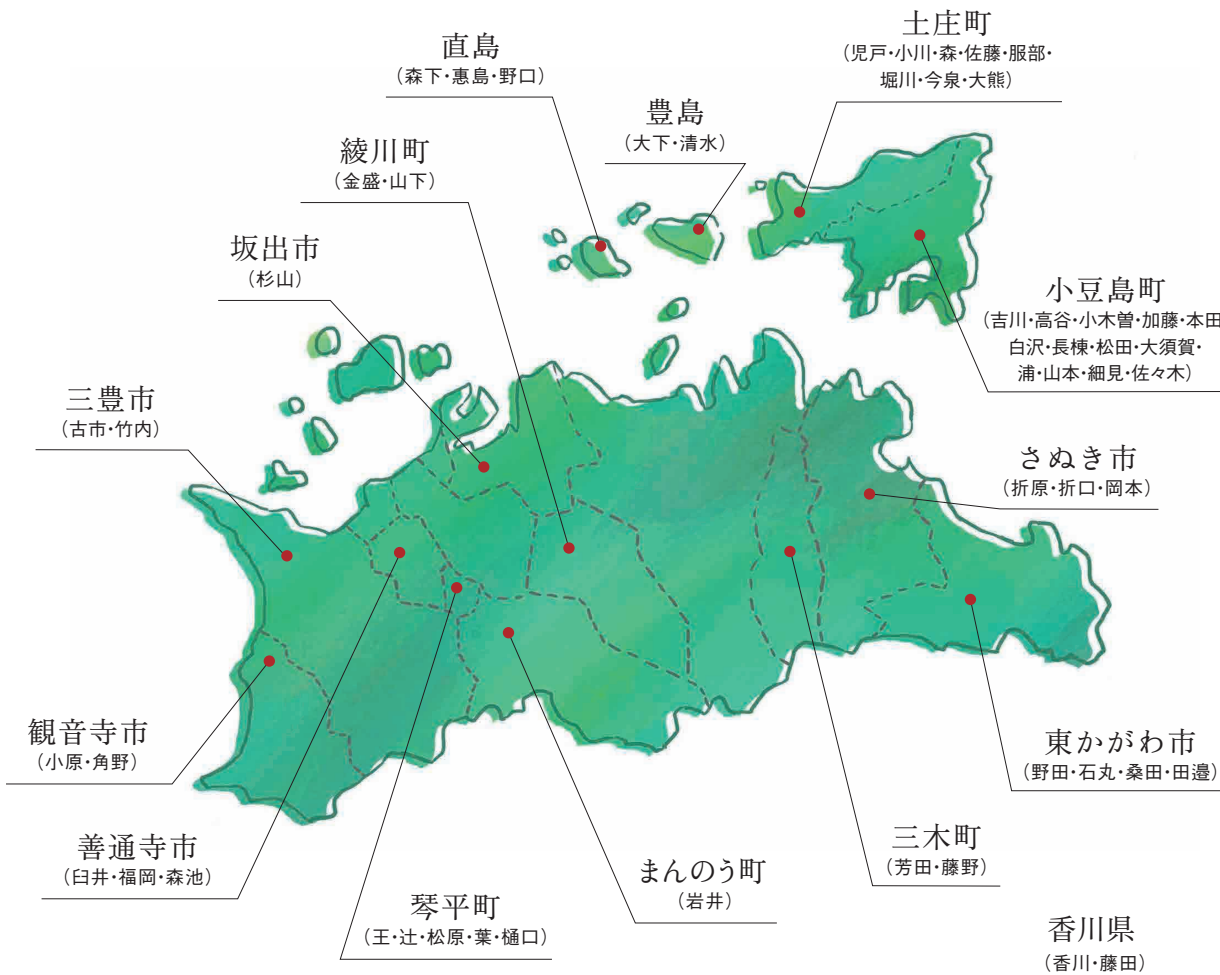 土庄町
(児戸・小川・森・佐藤・服部・
堀川・今泉・大熊)
直島
(森下・惠島・野口)
豊島
(大下・清水)
綾川町
(金盛・山下)
坂出市
(杉山)
小豆島町
(吉川・高谷・小木曽・加藤・本田
白沢・長棟・松田・大須賀・
浦・山本・細見・佐々木)
三豊市
(古市・竹内)
さぬき市
(折原・折口・岡本)
観音寺市
(小原・角野)
東かがわ市
(野田・石丸・桑田・田邉)
善通寺市
(臼井・福岡・森池)
三木町
(芳田・藤野)
まんのう町
(岩井)
琴平町
(王・辻・松原・葉・樋口)
香川県
(香川・藤田)